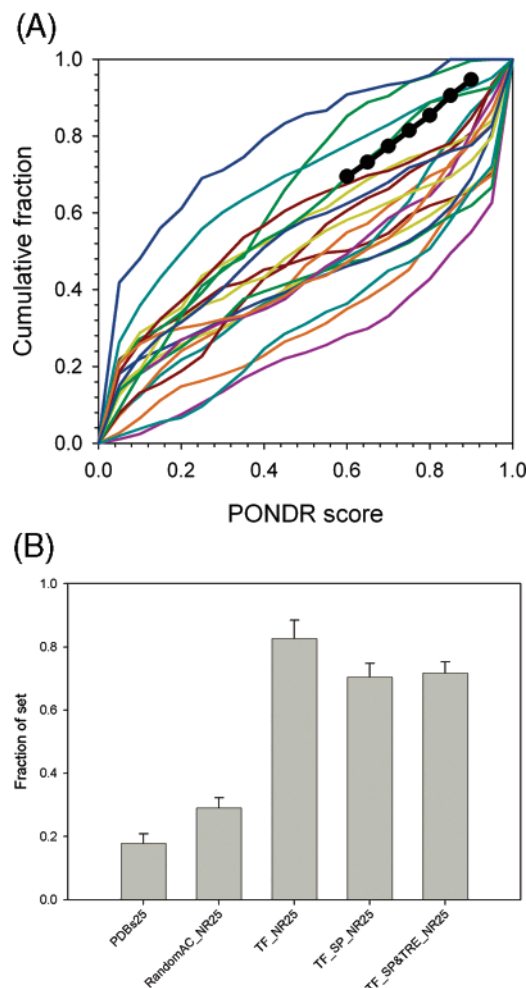 (A)
1.0
0.8
0.6
0.4
0.2
0.0
Cumulative fraction
0.0 0.2 0.4 0.6 0.8 1.0
PONDR score
(B)
1.0
0.8
0.6
0.4
0.2
0.0
Fraction of set
PDBs25
RandomAC_NR25
TF_NR25
TF_SP_NR25
TF_SP&TRE_NR25